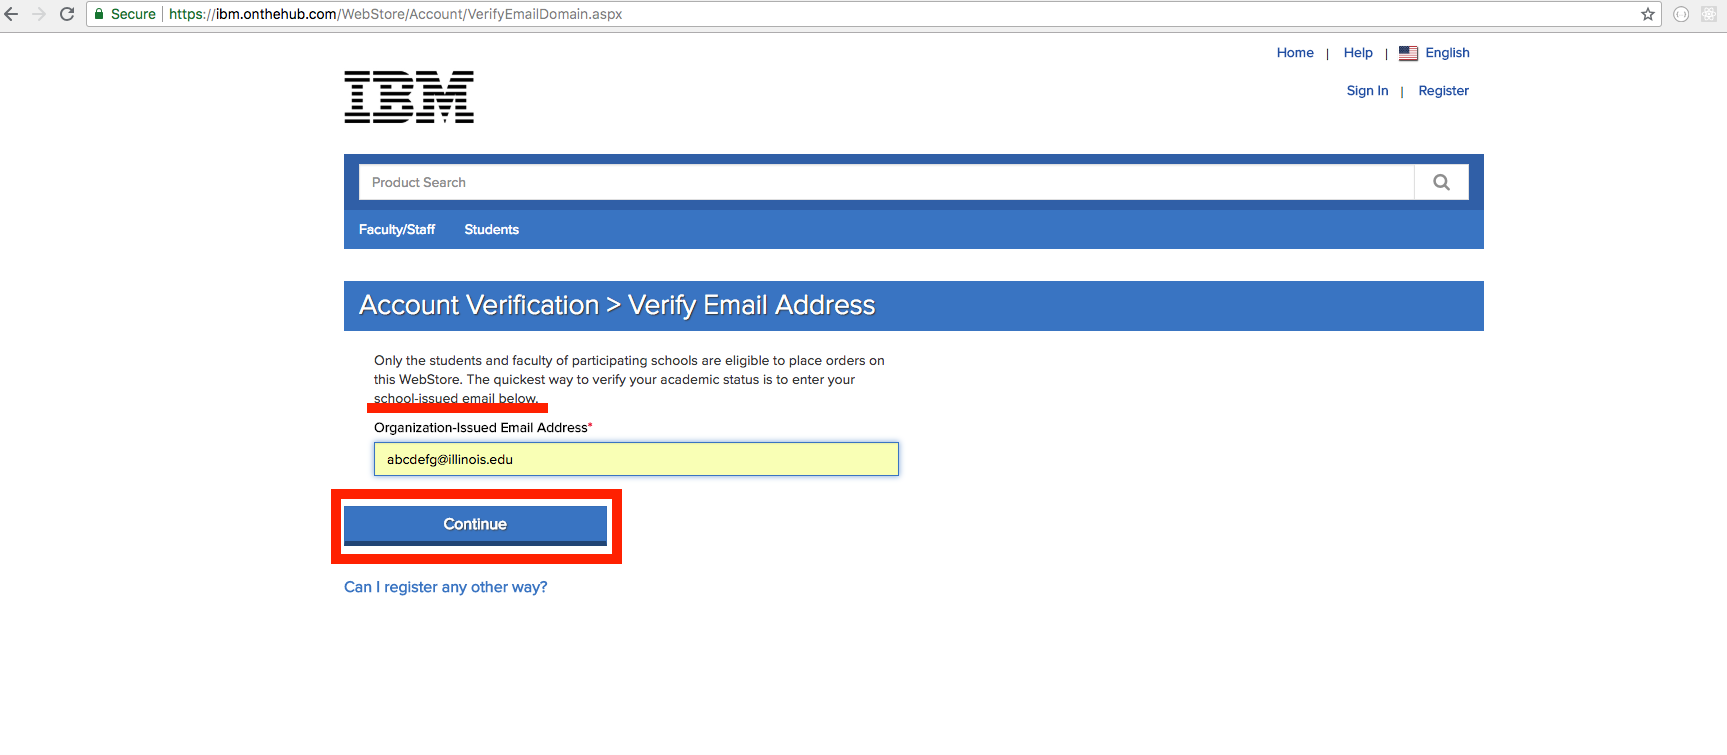 Secure | https://ibm.onthehub.com/WebStore/Account/VerifyEmailDomain.aspx
Home | Help | English
IBM
Sign In | Register
Product Search
Faculty/Staff Students
Account Verification > Verify Email Address
Only the students and faculty of participating schools are eligible to place orders on
this WebStore. The quickest way to verify your academic status is to enter your
school-issued email below.
Organization-Issued Email Address*
abcdefg@illinois.edu
Continue
Can I register any other way?